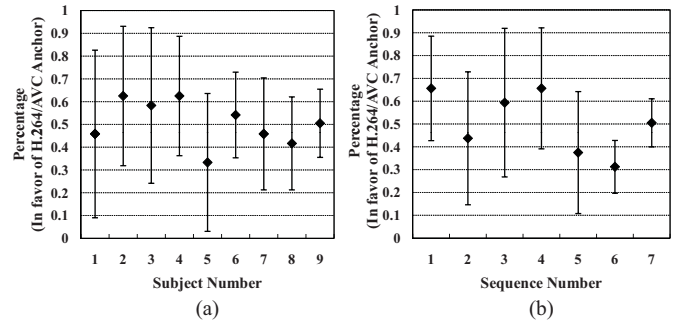 Percentage
(In favor of H.264/AVC Anchor)
1
0.9
0.8
0.7
0.6
0.5
0.4
0.3
0.2
0.1
0
1 2 3 4 5 6 7 8 9
Subject Number
(a)
Percentage
(In favor of H.264/AVC Anchor)
1
0.9
0.8
0.7
0.6
0.5
0.4
0.3
0.2
0.1
0
1 2 3 4 5 6 7
Sequence Number
(b)